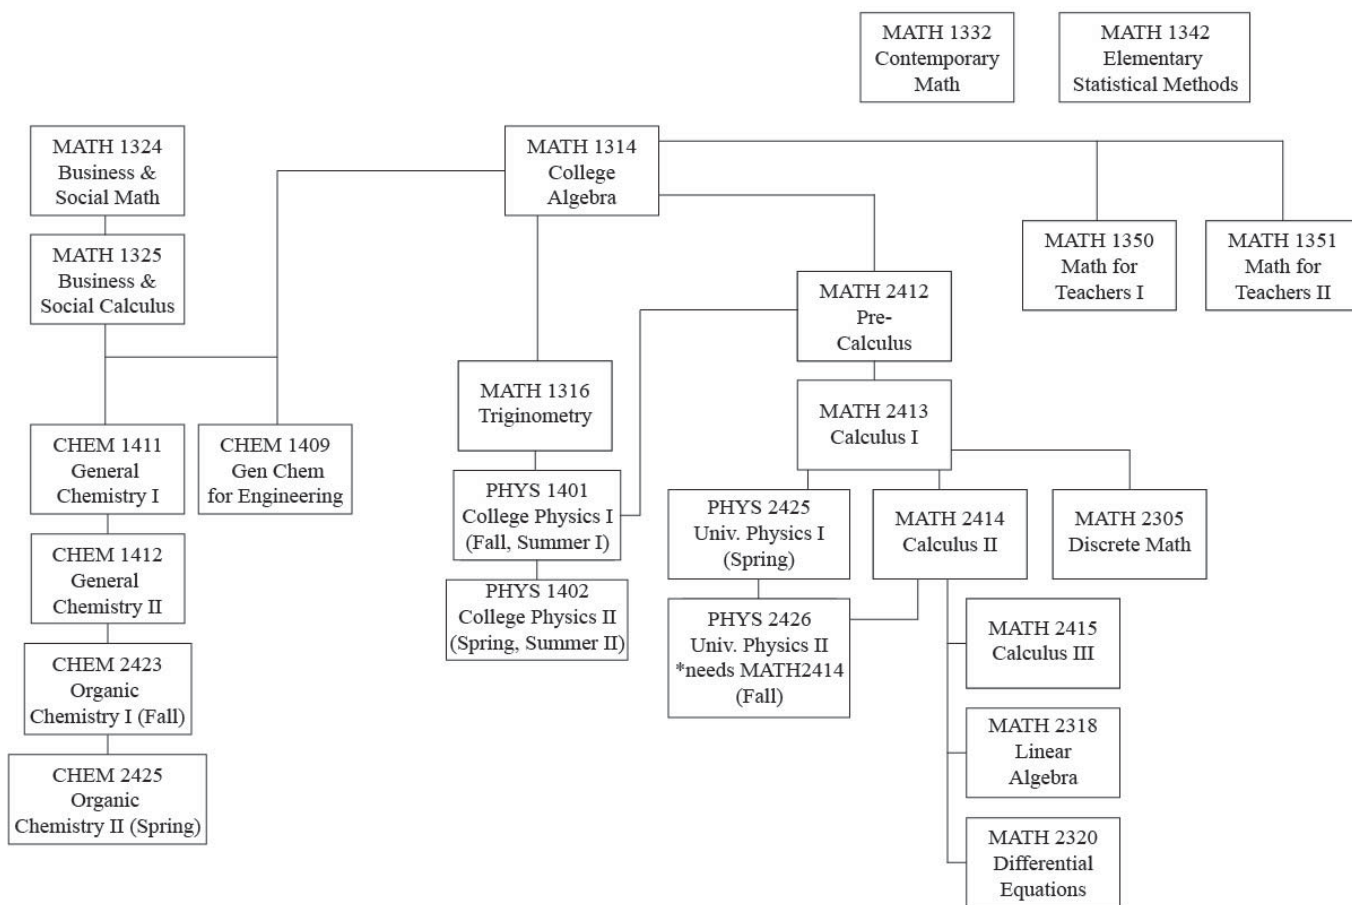 MATH 1332
Contemporary
Math
MATH 1342
Elementary
Statistical Methods
MATH 1324
Business &
Social Math
MATH 1314
College
Algebra
MATH 1325
Business &
Social Calculus
MATH 1350
Math for
Teachers I
MATH 1351
Math for
Teachers II
MATH 2412
Pre-
Calculus
MATH 1316
Triginometry
MATH 2413
Calculus I
CHEM 1411
General
Chemistry I
CHEM 1409
Gen Chem
for Engineering
PHYS 1401
College Physics I
(Fall, Summer I)
PHYS 2425
Univ. Physics I
(Spring)
MATH 2414
Calculus II
MATH 2305
Discrete Math
CHEM 1412
General
Chemistry II
PHYS 1402
College Physics II
(Spring, Summer II)
PHYS 2426
Univ. Physics II
*needs MATH2414
(Fall)
MATH 2415
Calculus III
CHEM 2423
Organic
Chemistry I (Fall)
MATH 2318
Linear
Algebra
CHEM 2425
Organic
Chemistry II (Spring)
MATH 2320
Differential
Equations